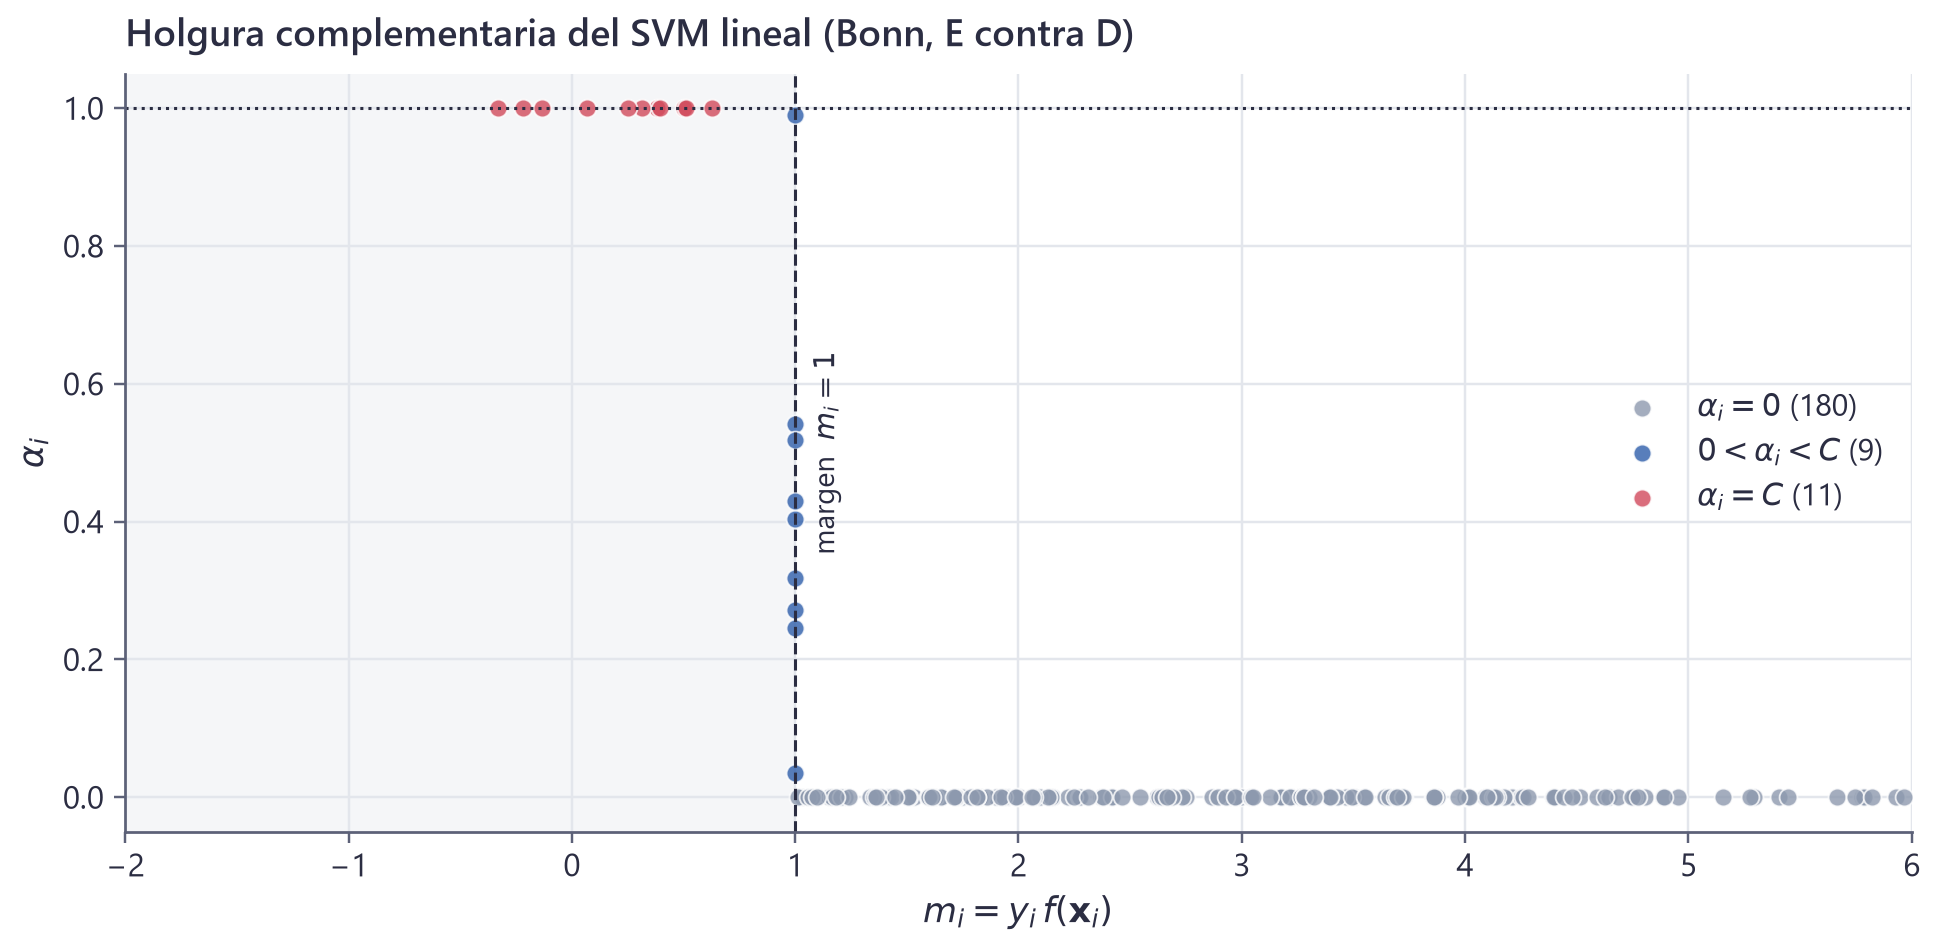 Holgura complementaria del SVM lineal (Bonn, E contra D)
1.0
0.8
0.6
0.4
0.2
0.0
αᵢ
margen mᵢ = 1
αᵢ = 0 (180)
0 < αᵢ < C (9)
αᵢ = C (11)
−2 −1 0 1 2 3 4 5 6
mᵢ = yᵢ f(𝐱ᵢ)